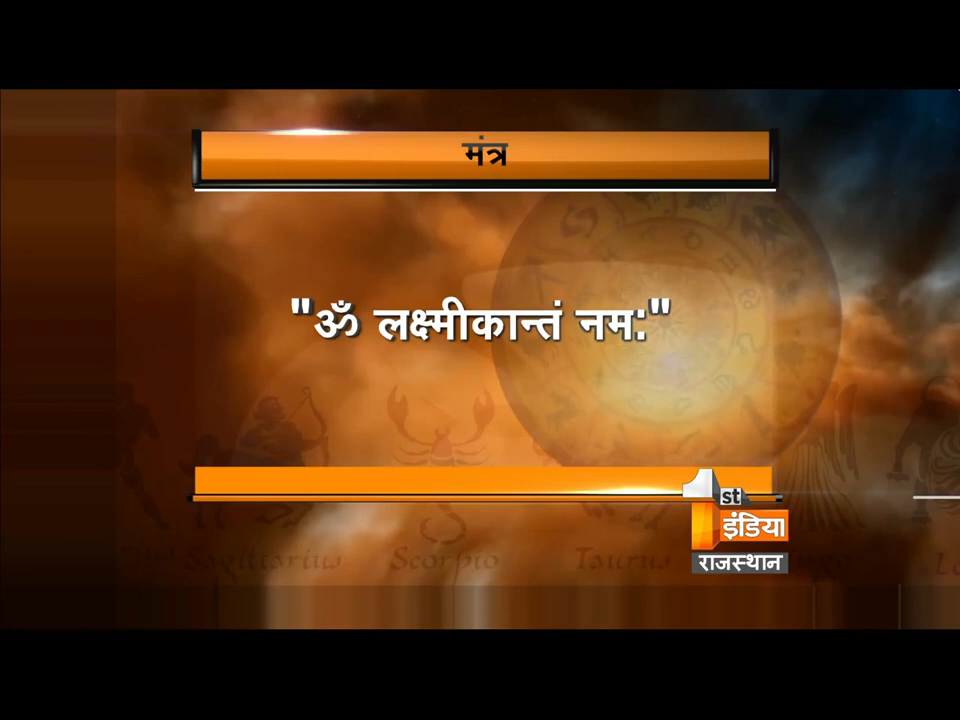 मंत्र
"ॐ लक्ष्मीकान्तं नम:"
1st
इंडिया
राजस्थान
Sagittarius
Scorpio
Taurus